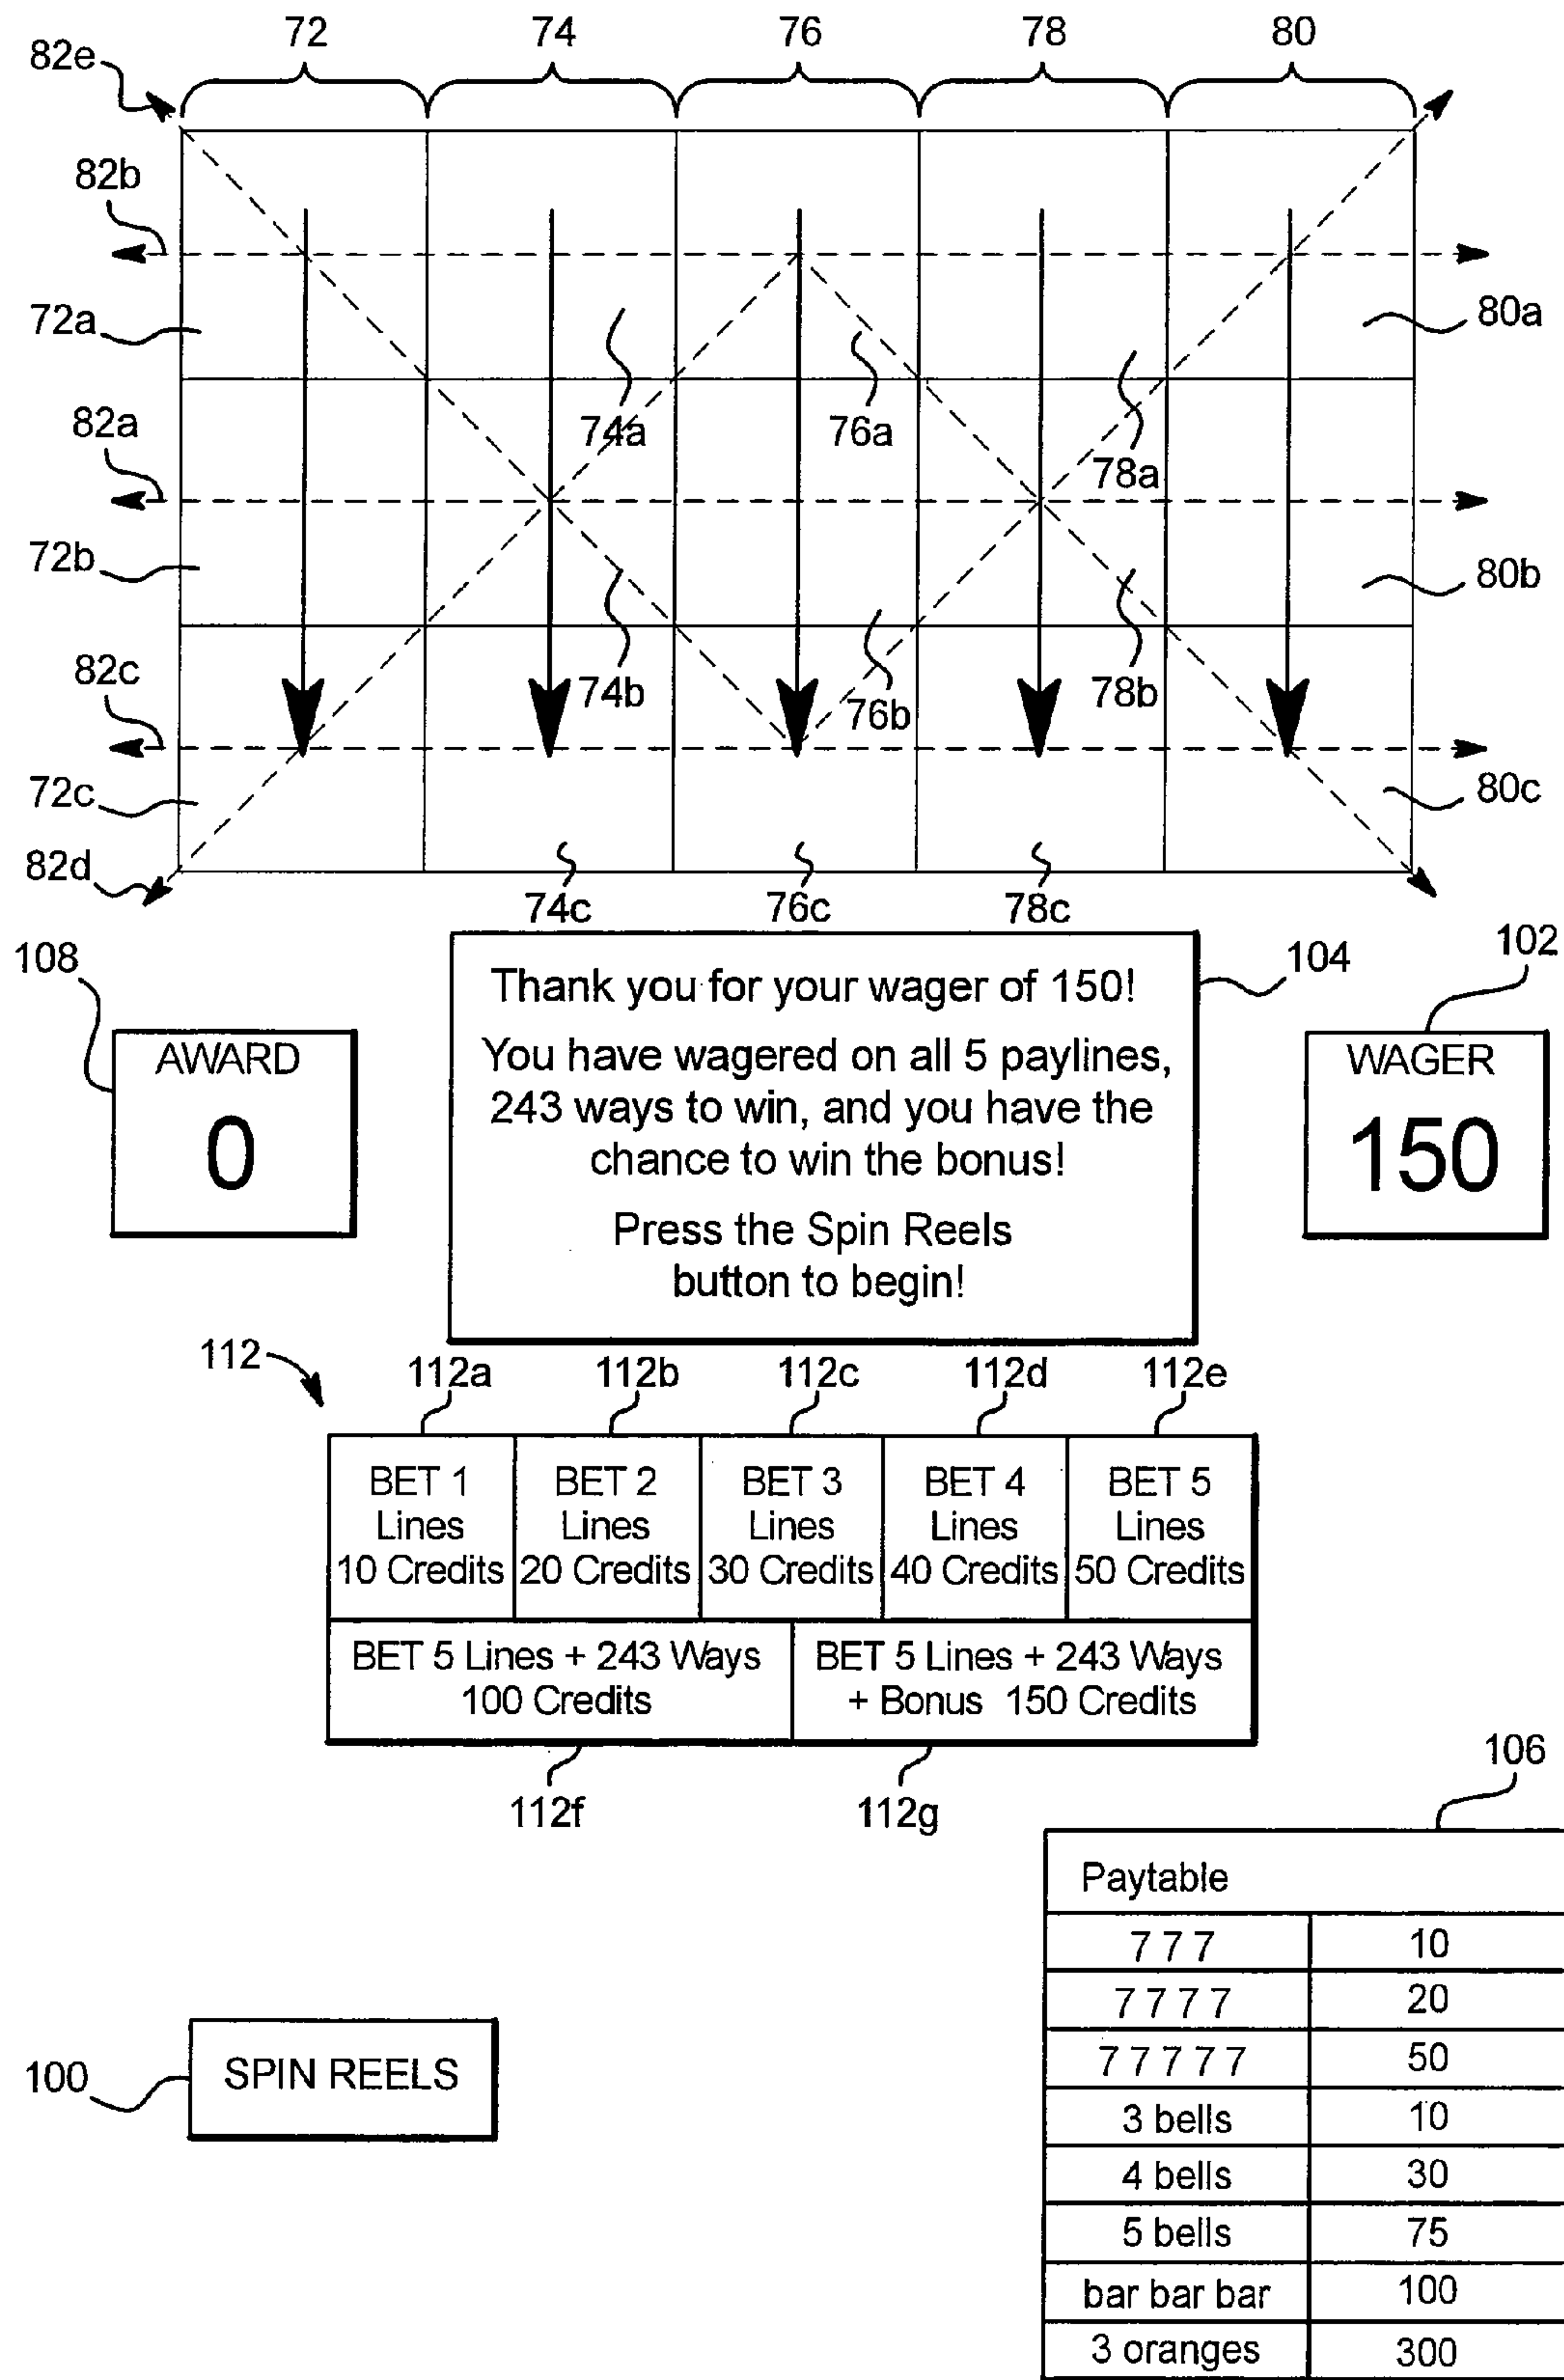 72 74 76 78 80
82e
82b
72a 80a
74a 76a
82a
78a
72b 80b
82c
74b 76b 78b
72c 80c
82d
74c 76c 78c
108 104 102
Thank you for your wager of 150!
You have wagered on all 5 paylines,
243 ways to win, and you have the
chance to win the bonus!
Press the Spin Reels
button to begin!
AWARD
0
WAGER
150
112 112a 112b 112c 112d 112e
BET 1
Lines
10 Credits
BET 2
Lines
20 Credits
BET 3
Lines
30 Credits
BET 4
Lines
40 Credits
BET 5
Lines
50 Credits
BET 5 Lines + 243 Ways
100 Credits
BET 5 Lines + 243 Ways
+ Bonus 150 Credits
112f 112g
106
Paytable
7 7 7 10
7 7 7 7 20
7 7 7 7 7 50
3 bells 10
4 bells 30
5 bells 75
bar bar bar 100
3 oranges 300
100
SPIN REELS